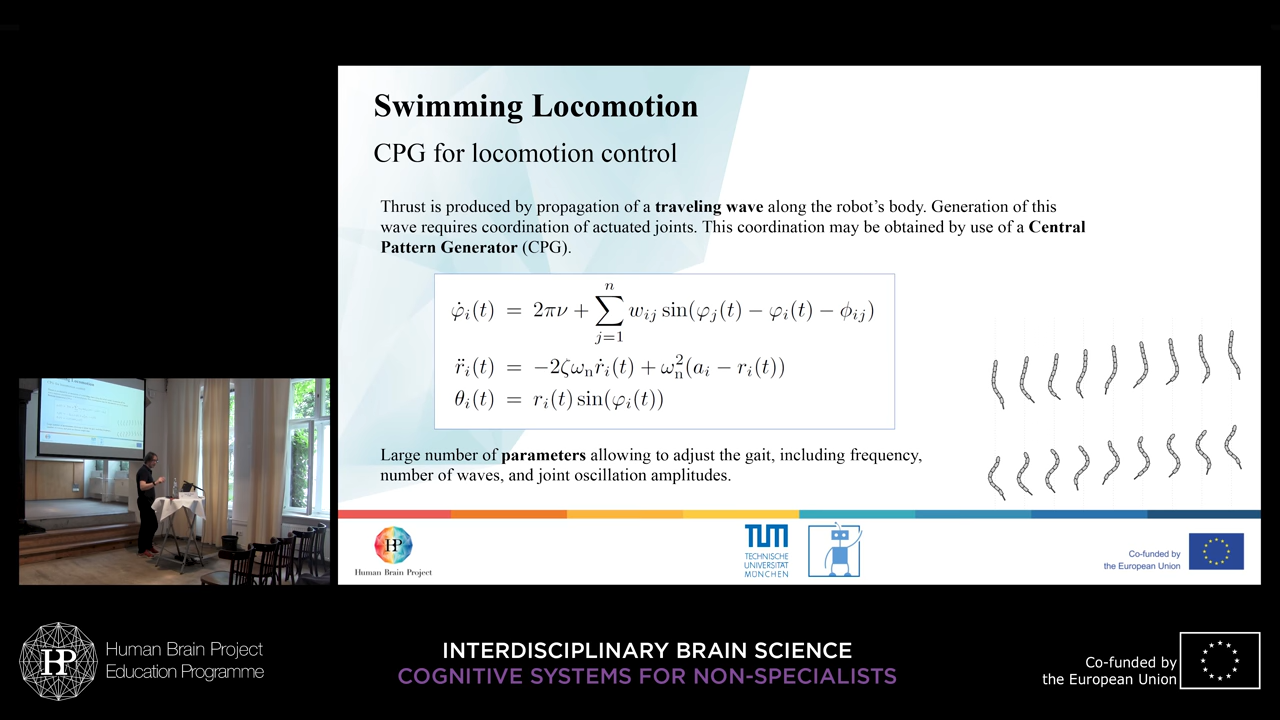 Swimming Locomotion
CPG for locomotion control
Thrust is produced by propagation of a traveling wave along the robot's body. Generation of this
wave requires coordination of actuated joints. This coordination may be obtained by use of a Central
Pattern Generator (CPG).
φ̇ᵢ(t) = 2πν + ∑ⁿⱼ₌₁ wᵢⱼ sin(φⱼ(t) − φᵢ(t) − ϕᵢⱼ)
r̈ᵢ(t) = −2ζωₙṙᵢ(t) + ωₙ²(aᵢ − rᵢ(t))
θᵢ(t) = rᵢ(t) sin(φᵢ(t))
Large number of parameters allowing to adjust the gait, including frequency,
number of waves, and joint oscillation amplitudes.
HP
Human Brain Project
TUM
TECHNISCHE
UNIVERSITÄT
MÜNCHEN
Co-funded by
the European Union
HP
Human Brain Project
Education Programme
INTERDISCIPLINARY BRAIN SCIENCE
COGNITIVE SYSTEMS FOR NON-SPECIALISTS
Co-funded by
the European Union